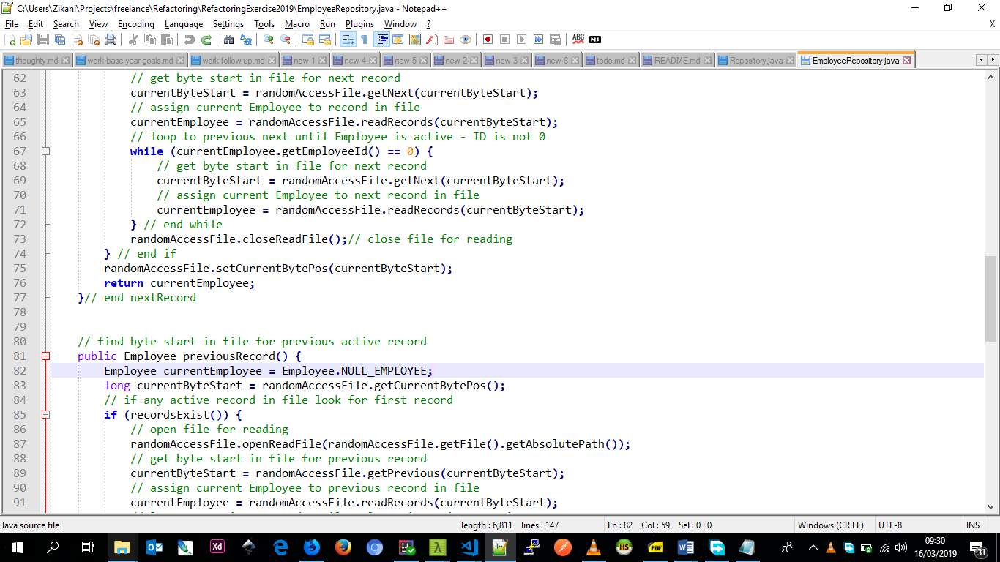 C:\Users\Zikani\Projects\freelance\Refactoring\RefactoringExercise2019\EmployeeRepository.java - Notepad++
File Edit Search View Encoding Language Settings Tools Macro Run Plugins Window ? X
thoughty.md work-base-year-goals.md work-follow-up.md new 1 new 4 new 5 new 2 new 3 new 6 todo.md README.md Repository.java EmployeeRepository.java
62 // get byte start in file for next record
63 currentByteStart = randomAccessFile.getNext(currentByteStart);
64 // assign current Employee to record in file
65 currentEmployee = randomAccessFile.readRecords(currentByteStart);
66 // loop to previous next until Employee is active - ID is not 0
67 while (currentEmployee.getEmployeeId() == 0) {
68 // get byte start in file for next record
69 currentByteStart = randomAccessFile.getNext(currentByteStart);
70 // assign current Employee to next record in file
71 currentEmployee = randomAccessFile.readRecords(currentByteStart);
72 } // end while
73 randomAccessFile.closeReadFile();// close file for reading
74 } // end if
75 randomAccessFile.setCurrentBytePos(currentByteStart);
76 return currentEmployee;
77 }// end nextRecord
78
79
80 // find byte start in file for previous active record
81 public Employee previousRecord() {
82 Employee currentEmployee = Employee.NULL_EMPLOYEE;
83 long currentByteStart = randomAccessFile.getCurrentBytePos();
84 // if any active record in file look for first record
85 if (recordsExist()) {
86 // open file for reading
87 randomAccessFile.openReadFile(randomAccessFile.getFile().getAbsolutePath());
88 // get byte start in file for previous record
89 currentByteStart = randomAccessFile.getPrevious(currentByteStart);
90 // assign current Employee to previous record in file
91 currentEmployee = randomAccessFile.readRecords(currentByteStart);
Java source file length : 6,811 lines : 147 Ln : 82 Col : 59 Sel : 0 | 0 Windows (CR LF) UTF-8 INS
09:30
16/03/2019
31